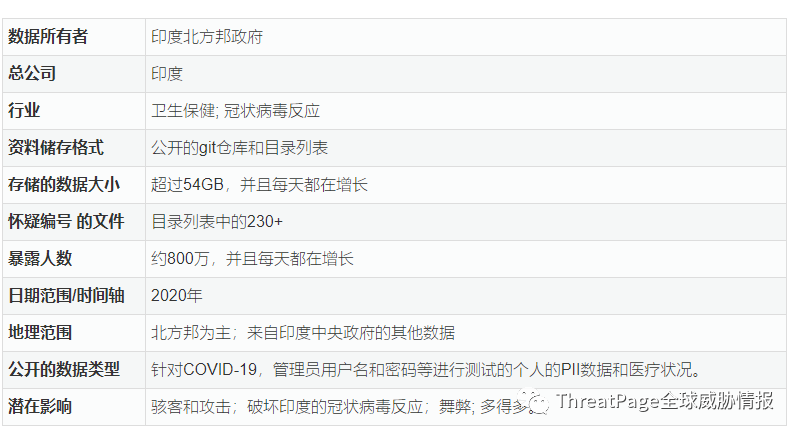 数据所有者 印度北方邦政府
总公司 印度
行业 卫生保健; 冠状病毒反应
资料储存格式 公开的git仓库和目录列表
存储的数据大小 超过54GB，并且每天都在增长
怀疑编号 的文件 目录列表中的230+
暴露人数 约800万，并且每天都在增长
日期范围/时间轴 2020年
地理范围 北方邦为主；来自印度中央政府的其他数据
公开的数据类型 针对COVID-19，管理员用户名和密码等进行测试的个人的PII数据和医疗状况。
潜在影响 骇客和攻击；破坏印度的冠状病毒反应；舞弊; 多得多。
ThreatPage全球威胁情报